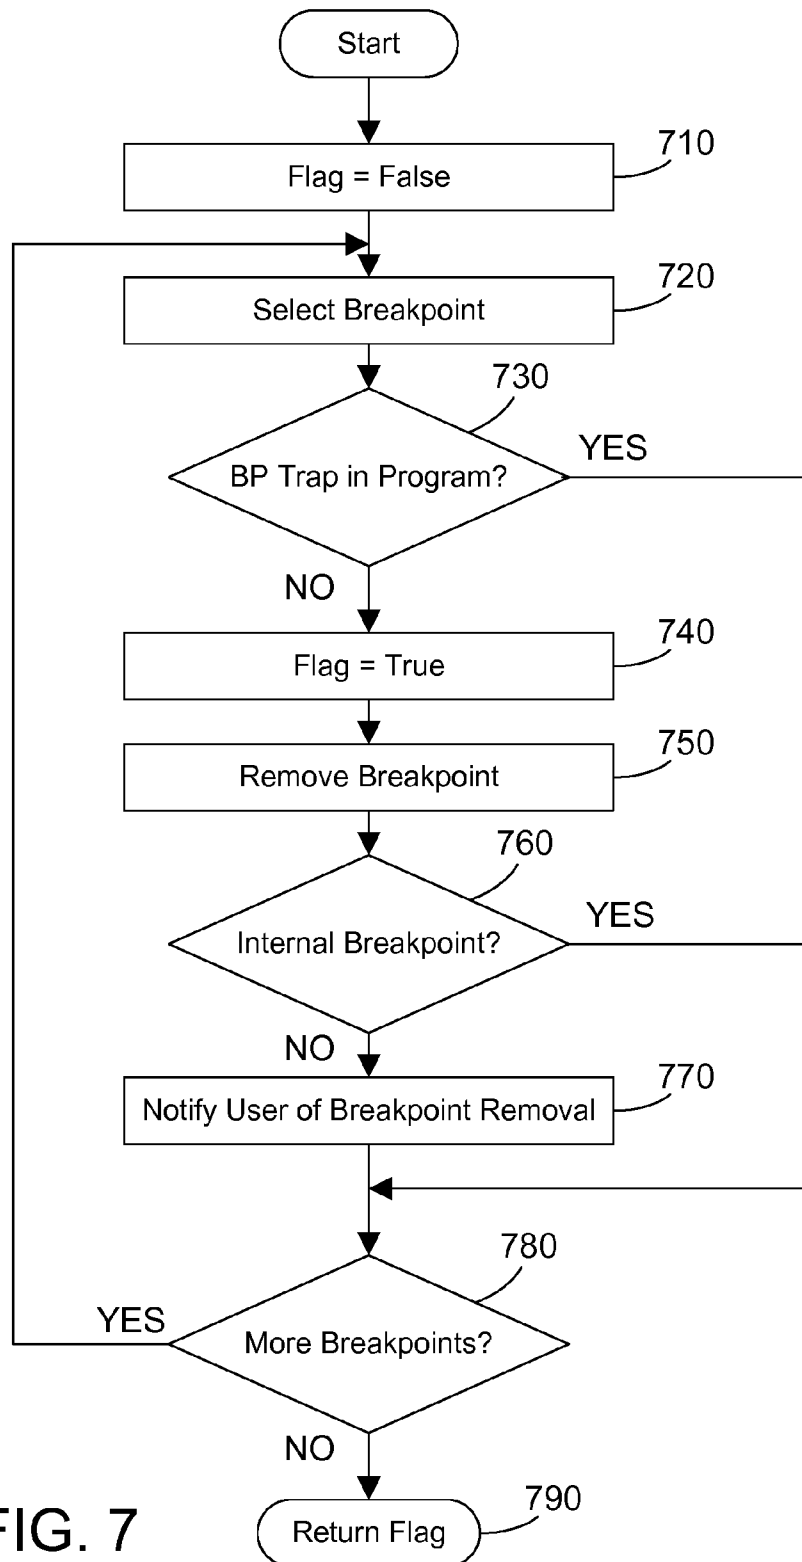 Start
710
Flag = False
720
Select Breakpoint
730
BP Trap in Program?
YES
NO
740
Flag = True
750
Remove Breakpoint
760
Internal Breakpoint?
YES
NO
770
Notify User of Breakpoint Removal
780
YES
More Breakpoints?
NO
790
Return Flag
FIG. 7